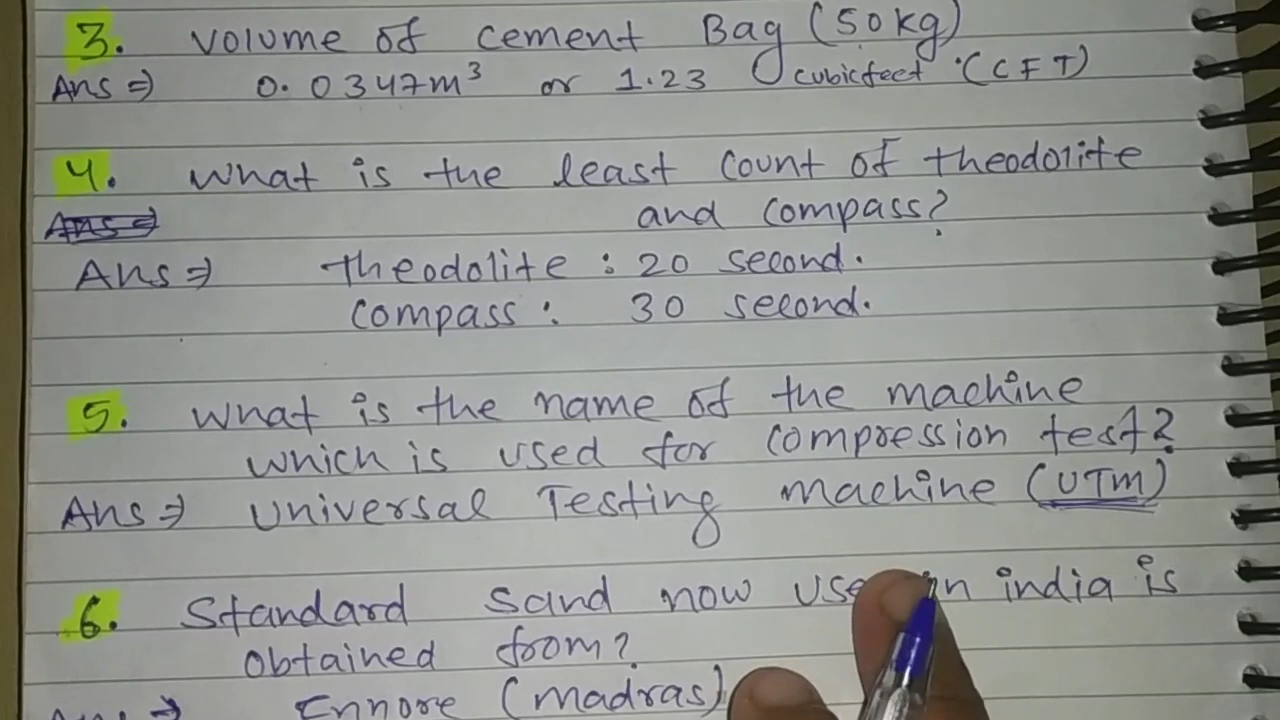 3. Volume of cement Bag (50kg)
Ans ⇒ 0.0347m³ or 1.23 cubicfeet (CFT)
4. What is the least count of theodolite
and compass?
Ans ⇒ theodolite : 20 second.
compass : 30 second.
5. What is the name of the machine
which is used for compression test?
Ans ⇒ Universal Testing machine (UTM)
6. Standard sand now use in india is
obtained from?
Ans ⇒ Ennore (madras)